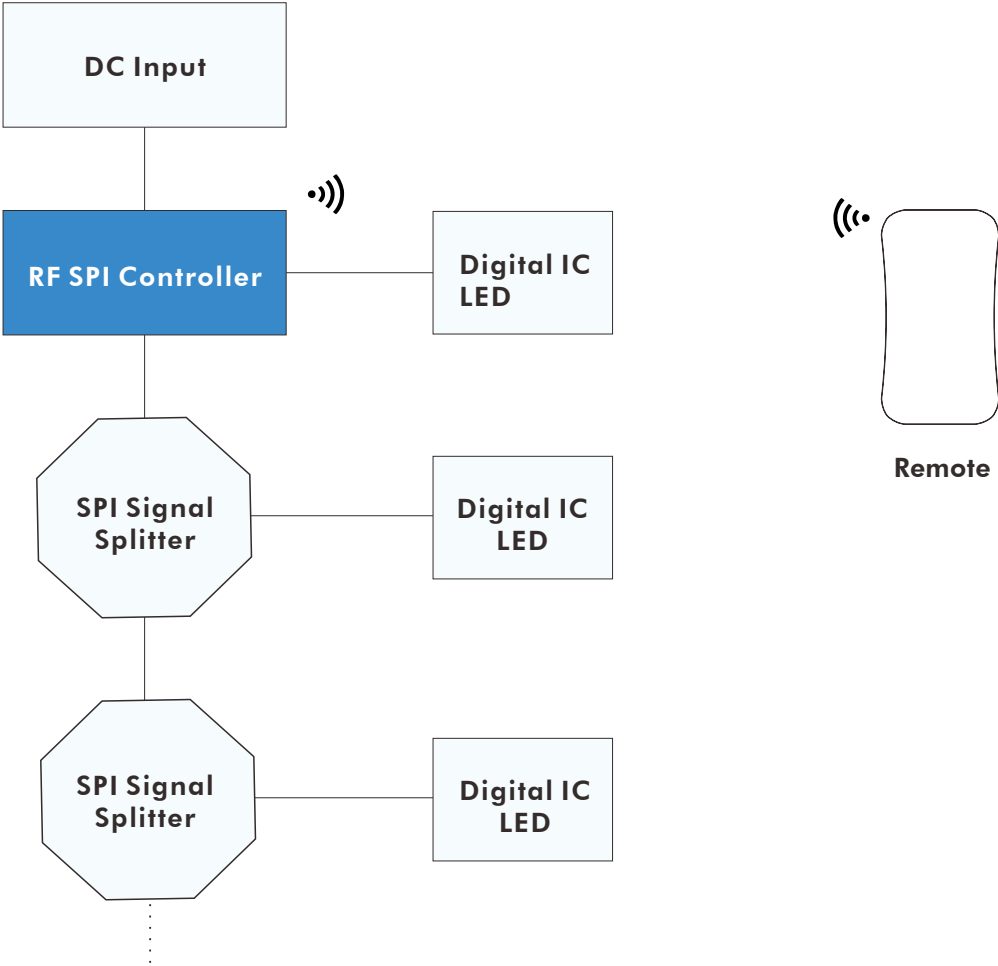 DC Input
RF SPI Controller
Digital IC
LED
SPI Signal
Splitter
Digital IC
LED
Remote
SPI Signal
Splitter
Digital IC
LED